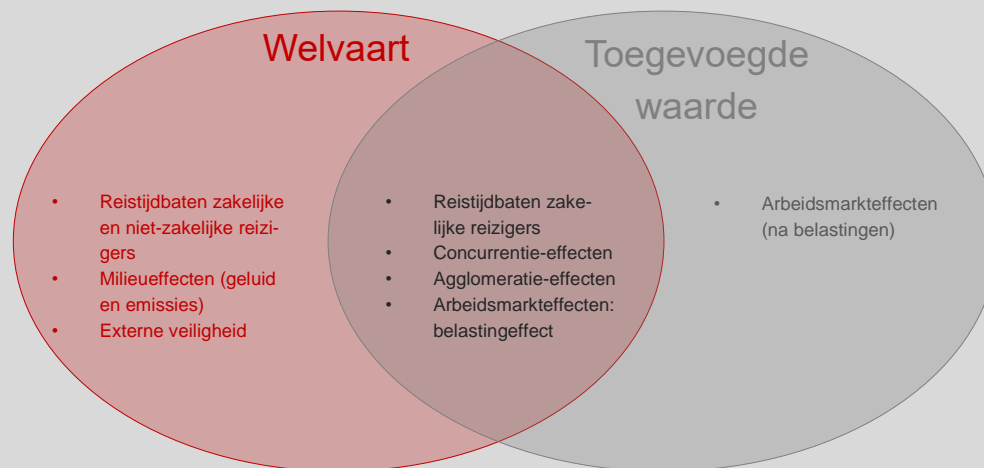 Welvaart
Toegevoegde
waarde
• Reistijdbaten zakelijke
en niet-zakelijke reizi-
gers
• Milieueffecten (geluid
en emissies)
• Externe veiligheid
• Reistijdbaten zake-
lijke reizigers
• Concurrentie-effecten
• Agglomeratie-effecten
• Arbeidsmarkteffecten:
belastingeffect
• Arbeidsmarkteffecten
(na belastingen)